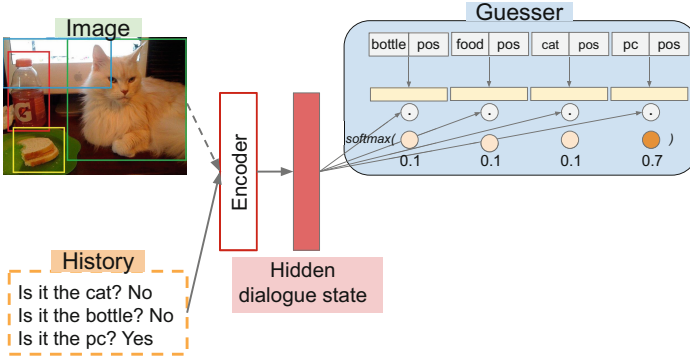 Image
G
History
Is it the cat? No
Is it the bottle? No
Is it the pc? Yes
Encoder
Hidden
dialogue state
Guesser
bottle pos food pos cat pos pc pos
. . . .
softmax( )
0.1 0.1 0.1 0.7